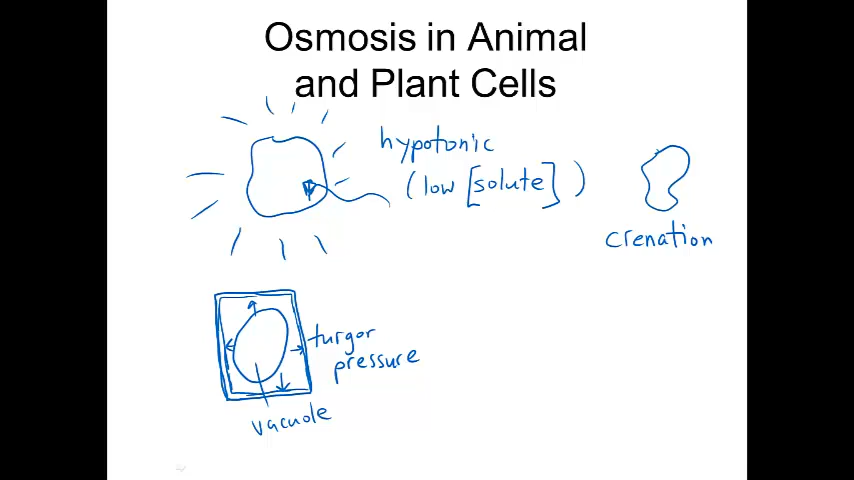 Osmosis in Animal
and Plant Cells
hypotonic
(low [solute])
crenation
turgor
pressure
vacuole